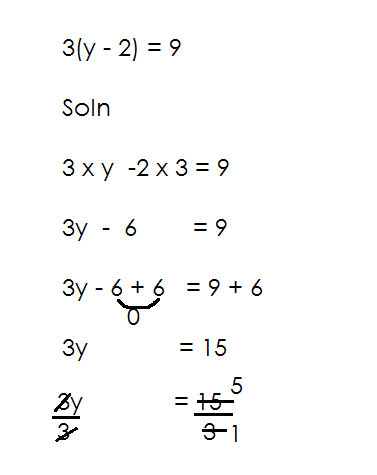 3(y - 2) = 9
Soln
3 x y -2 x 3 = 9
3y - 6 = 9
3y - 6 + 6 = 9 + 6
0
3y = 15
3y = 15 5
3 3 1